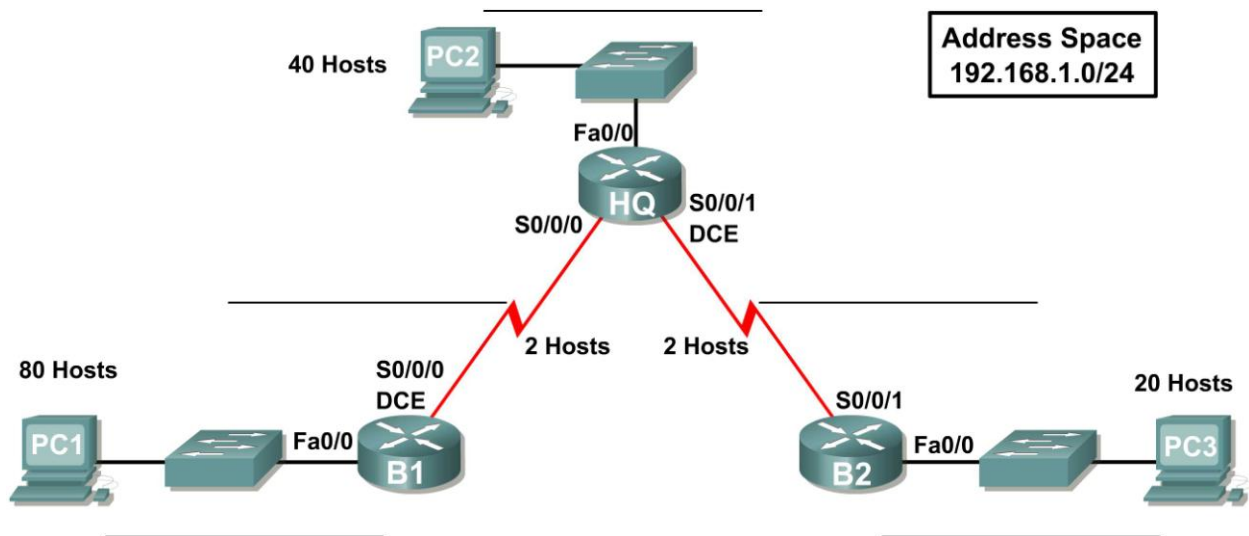 40 Hosts
PC2
Address Space
192.168.1.0/24
Fa0/0
HQ
S0/0/0
S0/0/1
DCE
2 Hosts
2 Hosts
80 Hosts
S0/0/0
DCE
20 Hosts
S0/0/1
PC1
Fa0/0
B1
B2
Fa0/0
PC3